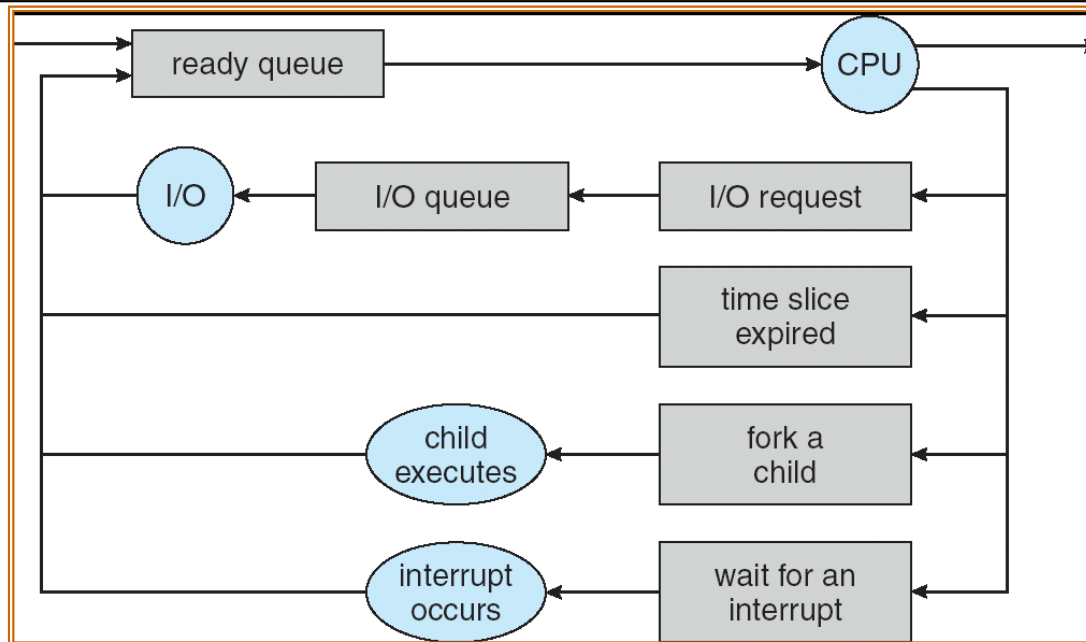 ready queue
CPU
I/O
I/O queue
I/O request
time slice
expired
child
executes
fork a
child
interrupt
occurs
wait for an
interrupt